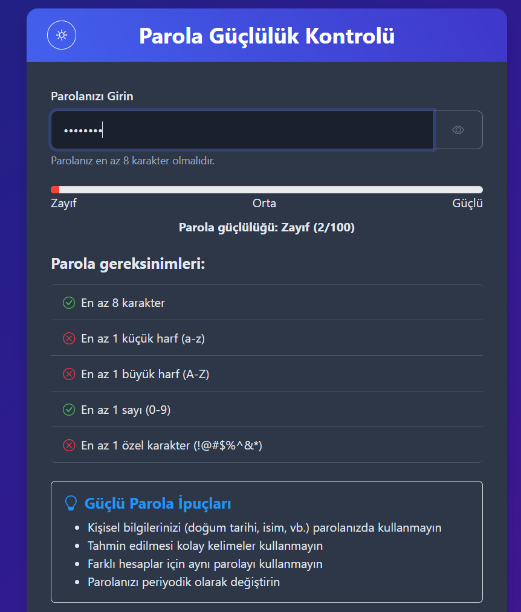 Parola Güçlülük Kontrolü
Parolanızı Girin
••••••••
Parolanız en az 8 karakter olmalıdır.
Zayıf Orta Güçlü
Parola güçlülüğü: Zayıf (2/100)
Parola gereksinimleri:
En az 8 karakter
En az 1 küçük harf (a-z)
En az 1 büyük harf (A-Z)
En az 1 sayı (0-9)
En az 1 özel karakter (!@#$%^&*)
Güçlü Parola İpuçları
• Kişisel bilgilerinizi (doğum tarihi, isim, vb.) parolanızda kullanmayın
• Tahmin edilmesi kolay kelimeler kullanmayın
• Farklı hesaplar için aynı parolayı kullanmayın
• Parolanızı periyodik olarak değiştirin